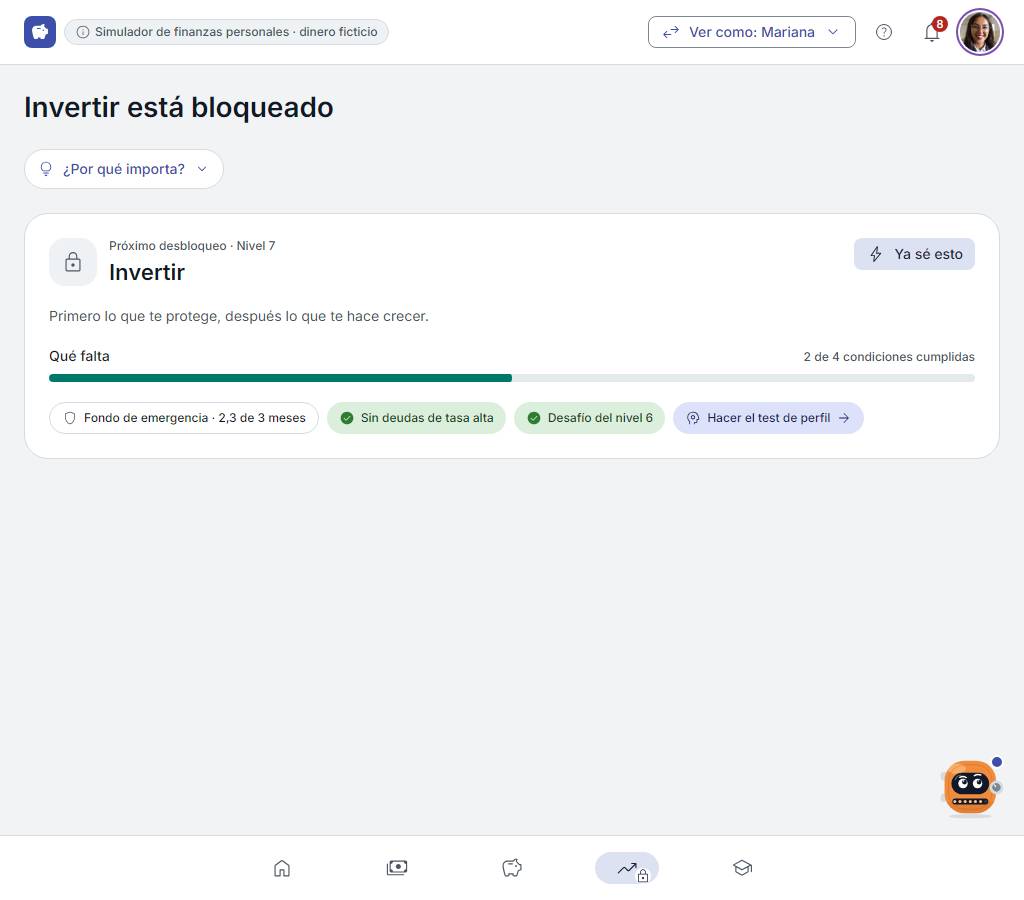 Simulador de finanzas personales · dinero ficticio
Ver como: Mariana
8
Invertir está bloqueado
¿Por qué importa?
Próximo desbloqueo · Nivel 7
Invertir
Ya sé esto
Primero lo que te protege, después lo que te hace crecer.
Qué falta
2 de 4 condiciones cumplidas
Fondo de emergencia · 2,3 de 3 meses
Sin deudas de tasa alta
Desafío del nivel 6
Hacer el test de perfil